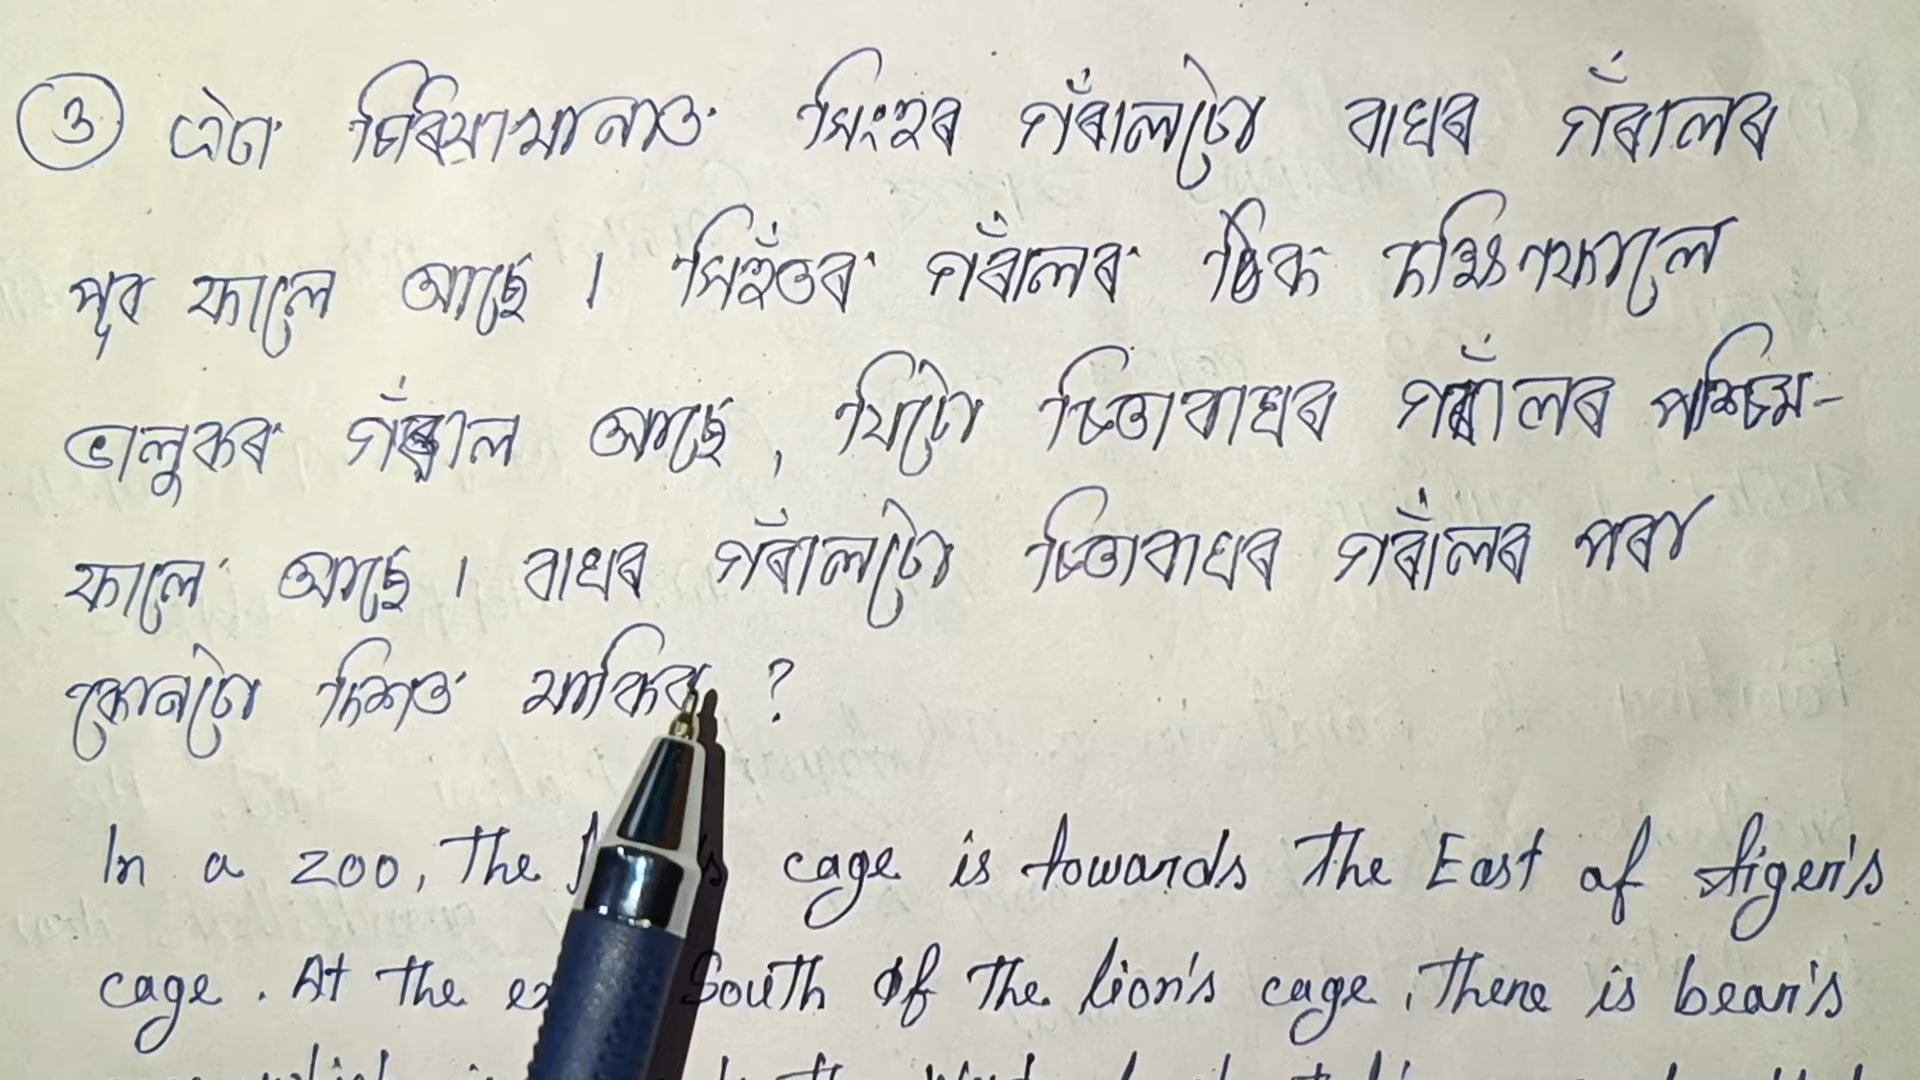 ৩ এটা চিৰিয়াখানাত সিংহৰ গঁৰালটো বাঘৰ গঁৰালৰ
পূব ফালে আছে । সিহঁতৰ গঁৰালৰ ঠিক দক্ষিণফালে
ভালুকৰ গঁৰাল আছে, যিটো চিতাবাঘৰ গঁৰালৰ পশ্চিম-
ফালে আছে । বাঘৰ গঁৰালটো চিতাবাঘৰ গঁৰালৰ পৰা
কোনটো দিশত থাকিব ?
In a zoo, The cage is towards The East of tiger's
cage. At the South of The lion's cage, There is bear's